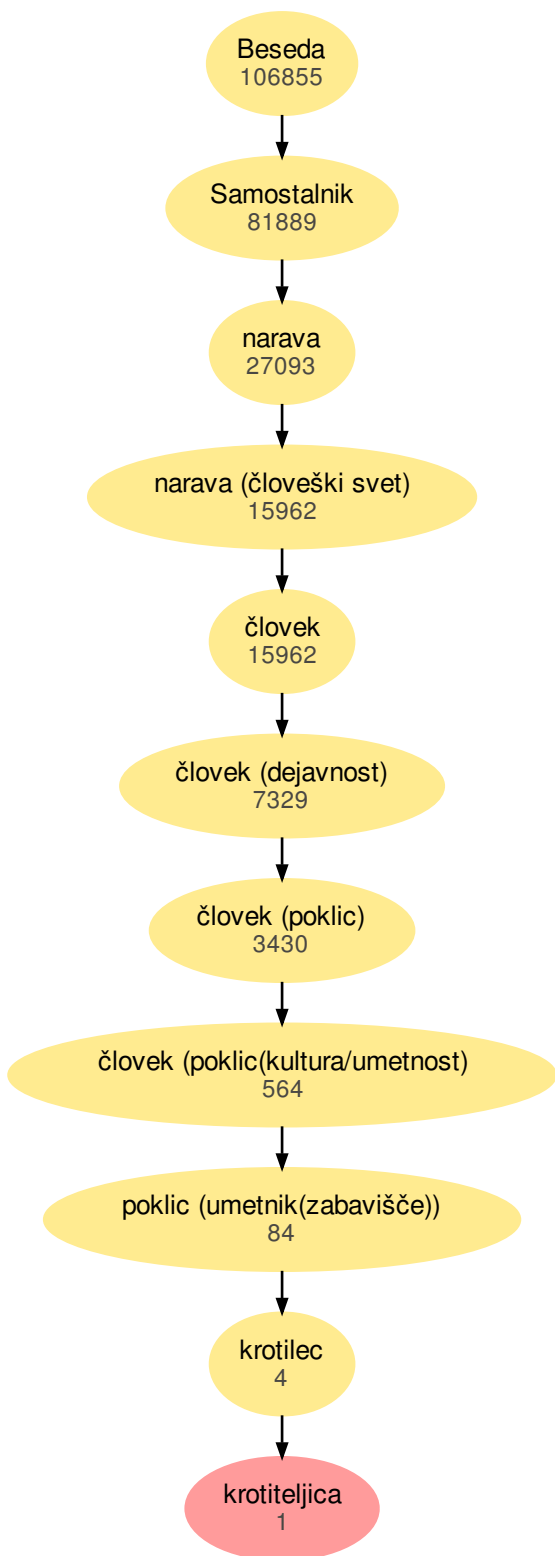 Beseda
106855
Samostalnik
81889
narava
27093
narava (človeški svet)
15962
človek
15962
človek (dejavnost)
7329
človek (poklic)
3430
človek (poklic(kultura/umetnost)
564
poklic (umetnik(zabavišče))
84
krotilec
4
krotiteljica
1